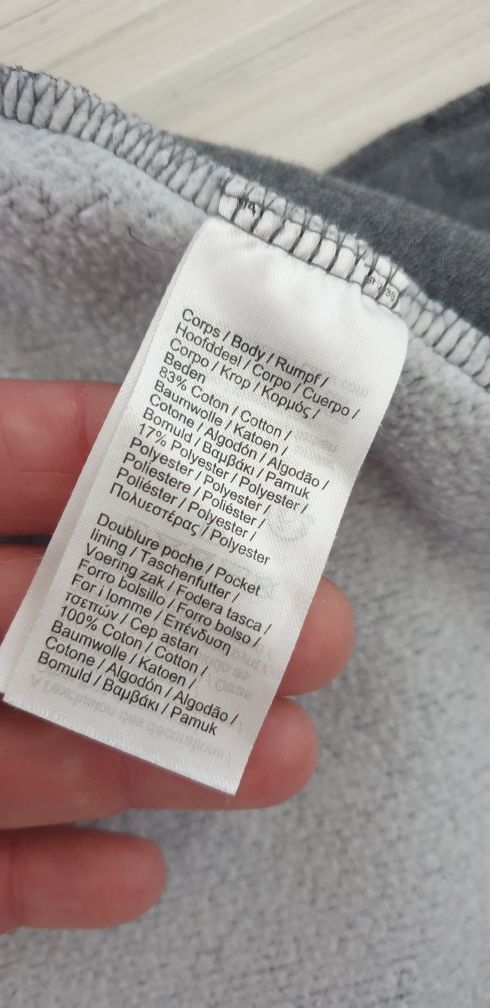 Corps / Body / Rumpf /
Hoofddeel / Corpo / Cuerpo /
Corpo / Krop / Κορμός /
Beden
83% Coton / Cotton /
Baumwolle / Katoen /
Cotone / Algodón / Algodão /
Bomuld / Βαμβάκι / Pamuk
17% Polyester / Polyester /
Polyester / Polyester /
Poliestere / Poliéster /
Poliéster / Polyester /
Πολυεστέρας / Polyester
Doublure poche / Pocket
lining / Taschenfutter /
Voering zak / Fodera tasca /
Forro bolsillo / Forro bolso /
For i lomme / Επένδυση
τσεπών / Cep astarı
100% Coton / Cotton /
Baumwolle / Katoen /
Cotone / Algodón / Algodão /
Bomuld / Βαμβάκι / Pamuk